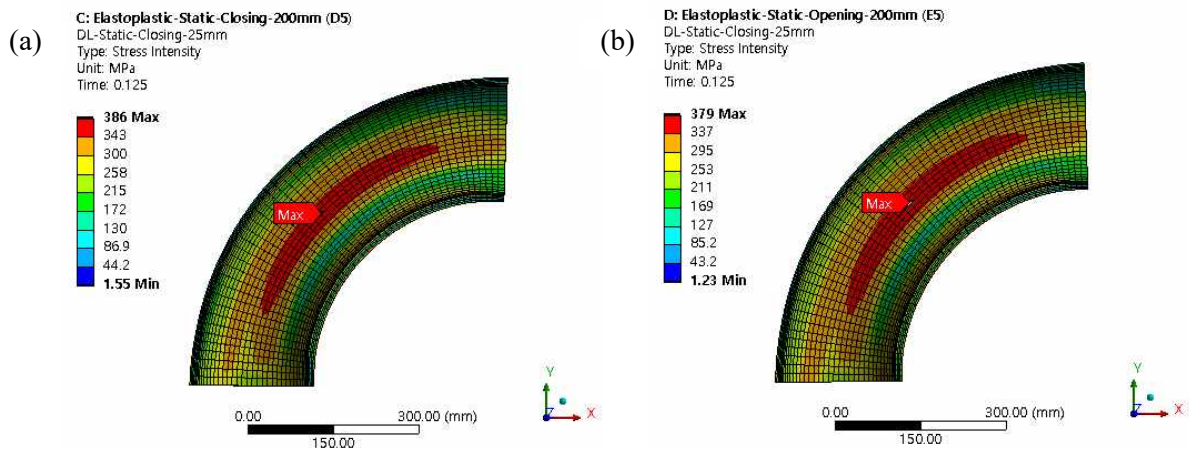 (a)
C: Elastoplastic-Static-Closing-200mm (D5)
DL-Static-Closing-25mm
Type: Stress Intensity
Unit: MPa
Time: 0.125
386 Max
343
300
258
215
172
130
86.9
44.2
1.55 Min
Max
0.00
300.00 (mm)
150.00
Y
Z
X
(b)
D: Elastoplastic-Static-Opening-200mm (E5)
DL-Static-Closing-25mm
Type: Stress Intensity
Unit: MPa
Time: 0.125
379 Max
337
295
253
211
169
127
85.2
43.2
1.23 Min
Max
0.00
300.00 (mm)
150.00
Y
Z
X